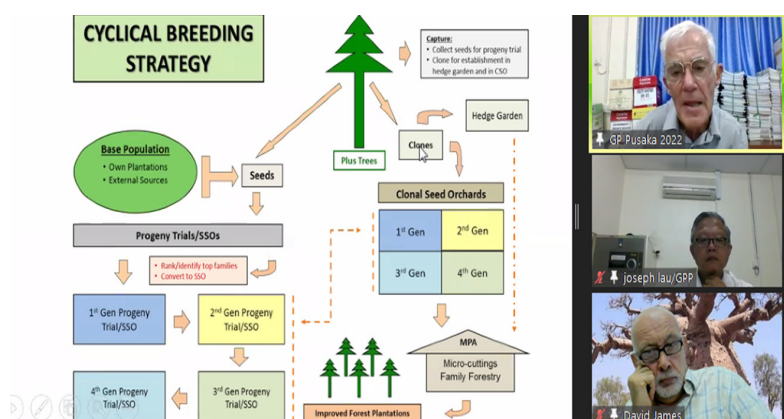 CYCLICAL BREEDING
STRATEGY
Capture:
• Collect seeds for progeny trial
• Clone for establishment in
hedge garden and in CSO
Hedge Garden
Plus Trees
Clones
Base Population
• Own Plantations
• External Sources
Seeds
Clonal Seed Orchards
1st Gen
2nd Gen
3rd Gen
4th Gen
Progeny Trials/SSOs
• Rank/identify top families
• Convert to SSO
1st Gen Progeny
Trial/SSO
2nd Gen Progeny
Trial/SSO
4th Gen Progeny
Trial/SSO
3rd Gen Progeny
Trial/SSO
MPA
Micro-cuttings
Family Forestry
Improved Forest Plantations
GP Pusaka 2022
joseph lau/GPP
David James